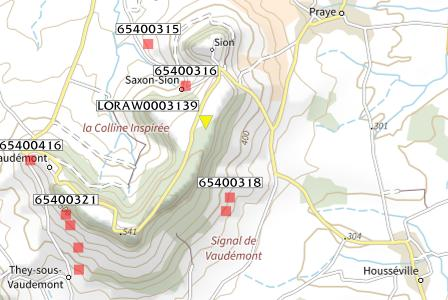 Praye
65400315
Sion
65400316
Saxon-Sion
LORAW0003139
la Colline Inspirée
400
301
65400416
audémont
65400318
65400321
541
304
Signal de
Vaudémont
Housséville
They-sous-
Vaudemont